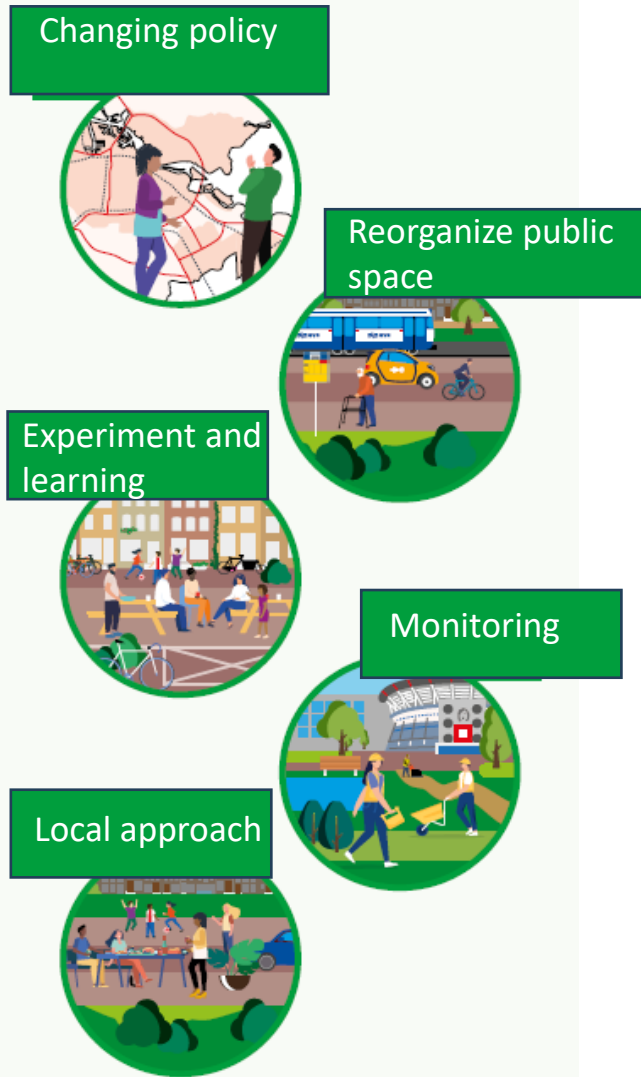 Changing policy
Reorganize public
space
Experiment and
learning
Monitoring
Local approach